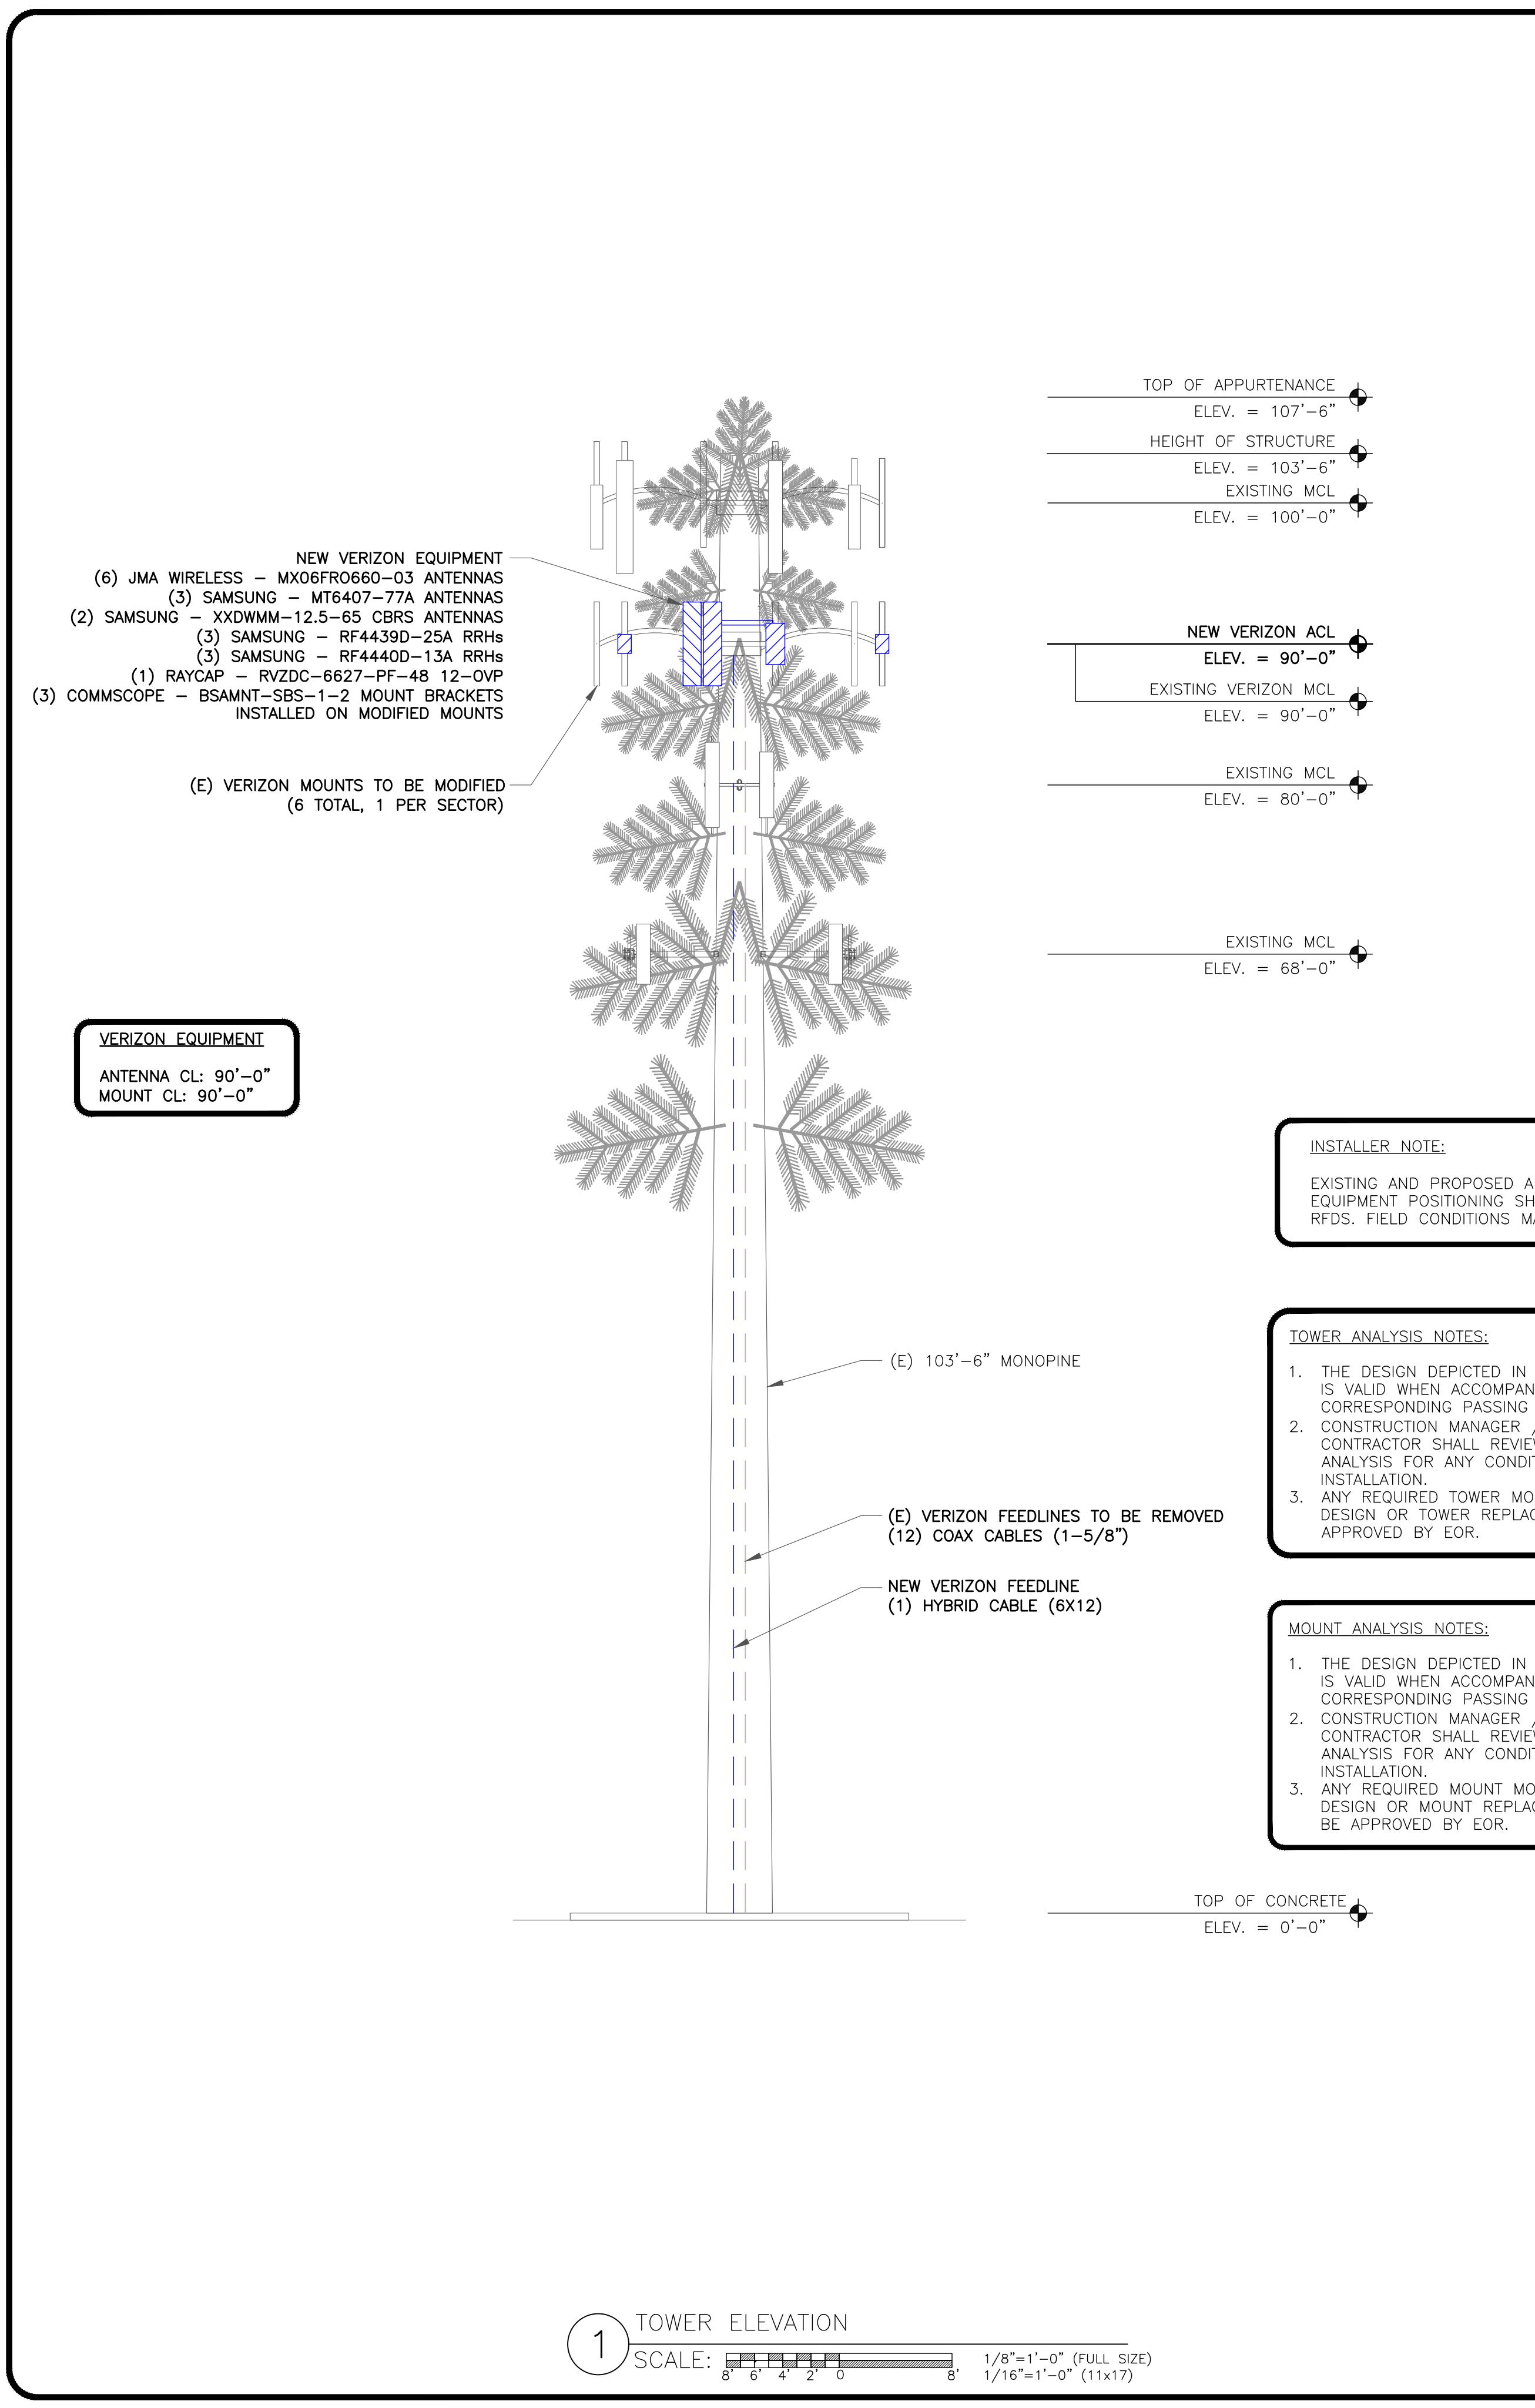 TOP OF APPURTENANCE
ELEV. = 107'-6"
HEIGHT OF STRUCTURE
ELEV. = 103'-6"
EXISTING MCL
ELEV. = 100'-0"
NEW VERIZON EQUIPMENT
(6) JMA WIRELESS - MX06FRO660-03 ANTENNAS
(3) SAMSUNG - MT6407-77A ANTENNAS
(2) SAMSUNG - XXDWMM-12.5-65 CBRS ANTENNAS
(3) SAMSUNG - RF4439D-25A RRHs
(3) SAMSUNG - RF4440D-13A RRHs
(1) RAYCAP - RVZDC-6627-PF-48 12-OVP
(3) COMMSCOPE - BSAMNT-SBS-1-2 MOUNT BRACKETS
INSTALLED ON MODIFIED MOUNTS
NEW VERIZON ACL
ELEV. = 90'-0"
EXISTING VERIZON MCL
ELEV. = 90'-0"
(E) VERIZON MOUNTS TO BE MODIFIED
(6 TOTAL, 1 PER SECTOR)
EXISTING MCL
ELEV. = 80'-0"
EXISTING MCL
ELEV. = 68'-0"
VERIZON EQUIPMENT
ANTENNA CL: 90'-0"
MOUNT CL: 90'-0"
INSTALLER NOTE:
EXISTING AND PROPOSED A
EQUIPMENT POSITIONING SH
RFDS. FIELD CONDITIONS MA
(E) 103'-6" MONOPINE
TOWER ANALYSIS NOTES:
1. THE DESIGN DEPICTED IN
IS VALID WHEN ACCOMPAN
CORRESPONDING PASSING
2. CONSTRUCTION MANAGER /
CONTRACTOR SHALL REVIEW
ANALYSIS FOR ANY CONDIT
INSTALLATION.
3. ANY REQUIRED TOWER MO
DESIGN OR TOWER REPLAC
APPROVED BY EOR.
(E) VERIZON FEEDLINES TO BE REMOVED
(12) COAX CABLES (1-5/8")
NEW VERIZON FEEDLINE
(1) HYBRID CABLE (6X12)
MOUNT ANALYSIS NOTES:
1. THE DESIGN DEPICTED IN
IS VALID WHEN ACCOMPAN
CORRESPONDING PASSING
2. CONSTRUCTION MANAGER /
CONTRACTOR SHALL REVIEW
ANALYSIS FOR ANY CONDIT
INSTALLATION.
3. ANY REQUIRED MOUNT MO
DESIGN OR MOUNT REPLAC
BE APPROVED BY EOR.
TOP OF CONCRETE
ELEV. = 0'-0"
1
TOWER ELEVATION
SCALE:
8' 6' 4' 2' 0 8'
1/8"=1'-0" (FULL SIZE)
1/16"=1'-0" (11x17)